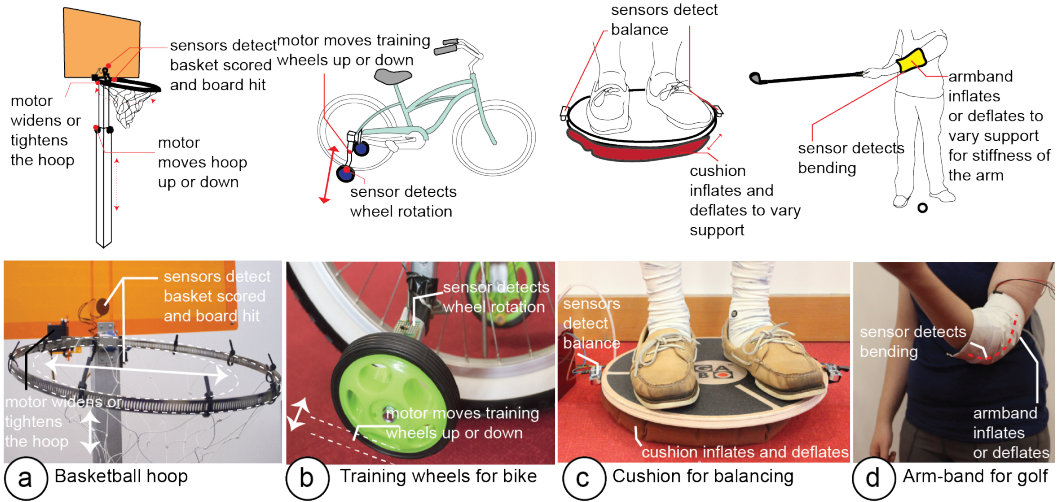 sensors detect
basket scored
and board hit
motor
widens or
tightens
the hoop
motor
moves hoop
up or down
motor moves training
wheels up or down
sensor detects
wheel rotation
sensors detect
balance
cushion
inflates and
deflates to vary
support
sensor detects
bending
armband
inflates
or deflates to
vary support
for stiffness of
the arm
sensors detect
basket scored
and board hit
motor widens or
tightens
the hoop
sensor detects
wheel rotation
motor moves training
wheels up or down
sensors
detect
balance
cushion inflates and deflates
sensor detects
bending
armband
inflates
or deflates
a Basketball hoop
b Training wheels for bike
c Cushion for balancing
d Arm-band for golf